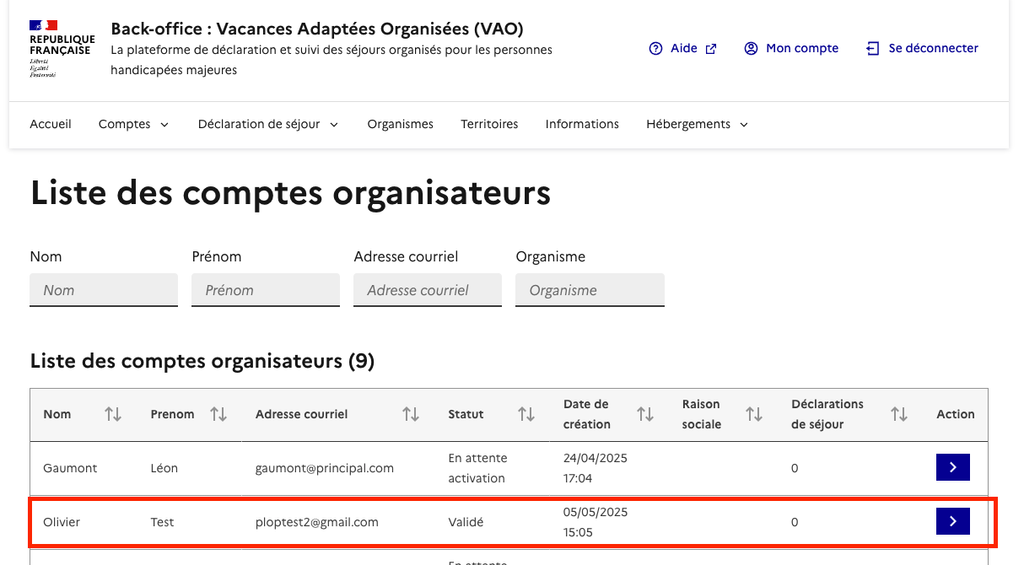 RÉPUBLIQUE
FRANÇAISE
Liberté
Égalité
Fraternité
Back-office : Vacances Adaptées Organisées (VAO)
La plateforme de déclaration et suivi des séjours organisés pour les personnes
handicapées majeures
Aide
Mon compte
Se déconnecter
Accueil
Comptes
Déclaration de séjour
Organismes
Territoires
Informations
Hébergements
Liste des comptes organisateurs
Nom
Prénom
Adresse courriel
Organisme
Nom
Prénom
Adresse courriel
Organisme
Liste des comptes organisateurs (9)
Nom
Prenom
Adresse courriel
Statut
Date de
création
Raison
sociale
Déclarations
de séjour
Action
Gaumont
Léon
gaumont@principal.com
En attente
activation
24/04/2025
17:04
0
Olivier
Test
ploptest2@gmail.com
Validé
05/05/2025
15:05
0
En attente